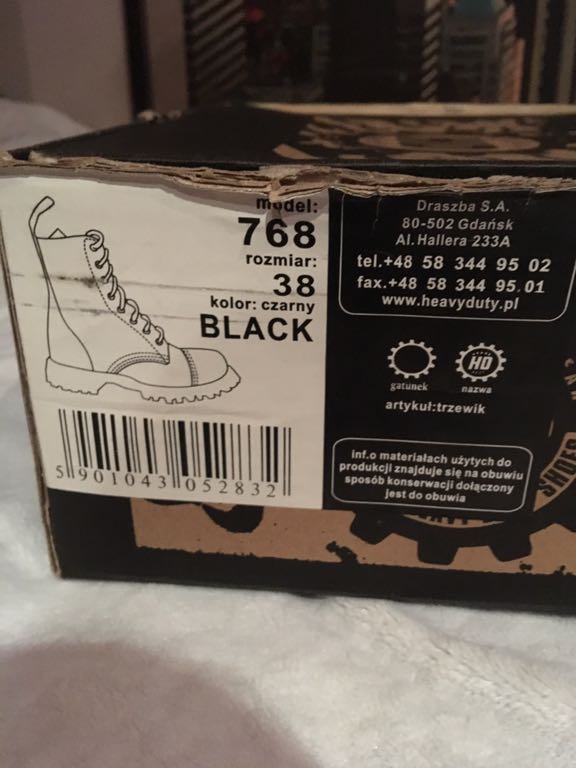 model:
768
rozmiar:
38
kolor: czarny
BLACK
5 901043 052832
Draszba S.A.
80-502 Gdańsk
Al.Hallera 233A
tel.+48 58 344 95 02
fax.+48 58 344 95.01
www.heavyduty.pl
HD
gatunek
nazwa
artykuł:trzewik
inf.o materiałach użytych do
produkcji znajduje się na obuwiu
sposób konserwacji dołączony
jest do obuwia
SHOES